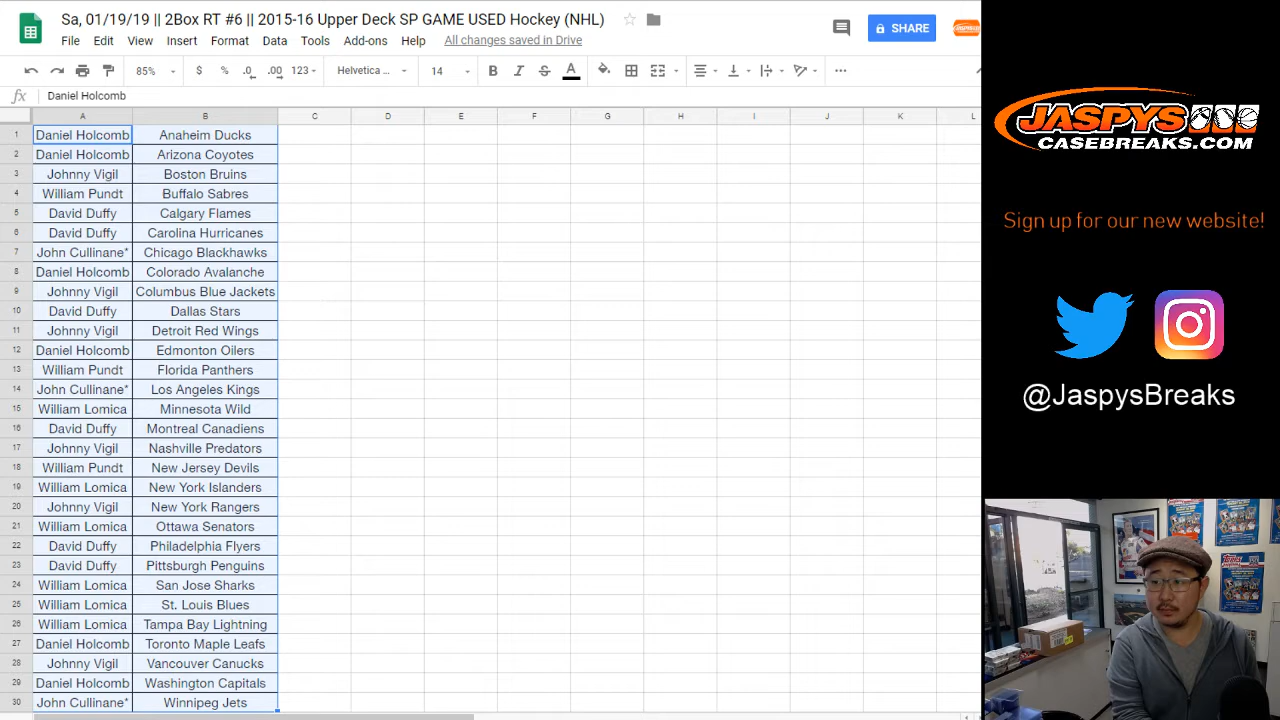 Sa, 01/19/19 || 2Box RT #6 || 2015-16 Upper Deck SP GAME USED Hockey (NHL)
File Edit View Insert Format Data Tools Add-ons Help All changes saved in Drive
SHARE
85% $ % .0 .00 123 Helvetica ... 14 B I S A
fx Daniel Holcomb
A B C D E F G H I J K L
1 Daniel Holcomb Anaheim Ducks
2 Daniel Holcomb Arizona Coyotes
3 Johnny Vigil Boston Bruins
4 William Pundt Buffalo Sabres
5 David Duffy Calgary Flames
6 David Duffy Carolina Hurricanes
7 John Cullinane* Chicago Blackhawks
8 Daniel Holcomb Colorado Avalanche
9 Johnny Vigil Columbus Blue Jackets
10 David Duffy Dallas Stars
11 Johnny Vigil Detroit Red Wings
12 Daniel Holcomb Edmonton Oilers
13 William Pundt Florida Panthers
14 John Cullinane* Los Angeles Kings
15 William Lomica Minnesota Wild
16 David Duffy Montreal Canadiens
17 Johnny Vigil Nashville Predators
18 William Pundt New Jersey Devils
19 William Lomica New York Islanders
20 Johnny Vigil New York Rangers
21 William Lomica Ottawa Senators
22 David Duffy Philadelphia Flyers
23 David Duffy Pittsburgh Penguins
24 William Lomica San Jose Sharks
25 William Lomica St. Louis Blues
26 William Lomica Tampa Bay Lightning
27 Daniel Holcomb Toronto Maple Leafs
28 Johnny Vigil Vancouver Canucks
29 Daniel Holcomb Washington Capitals
30 John Cullinane* Winnipeg Jets
JASPYS
CASEBREAKS.COM
Sign up for our new website!
@JaspysBreaks